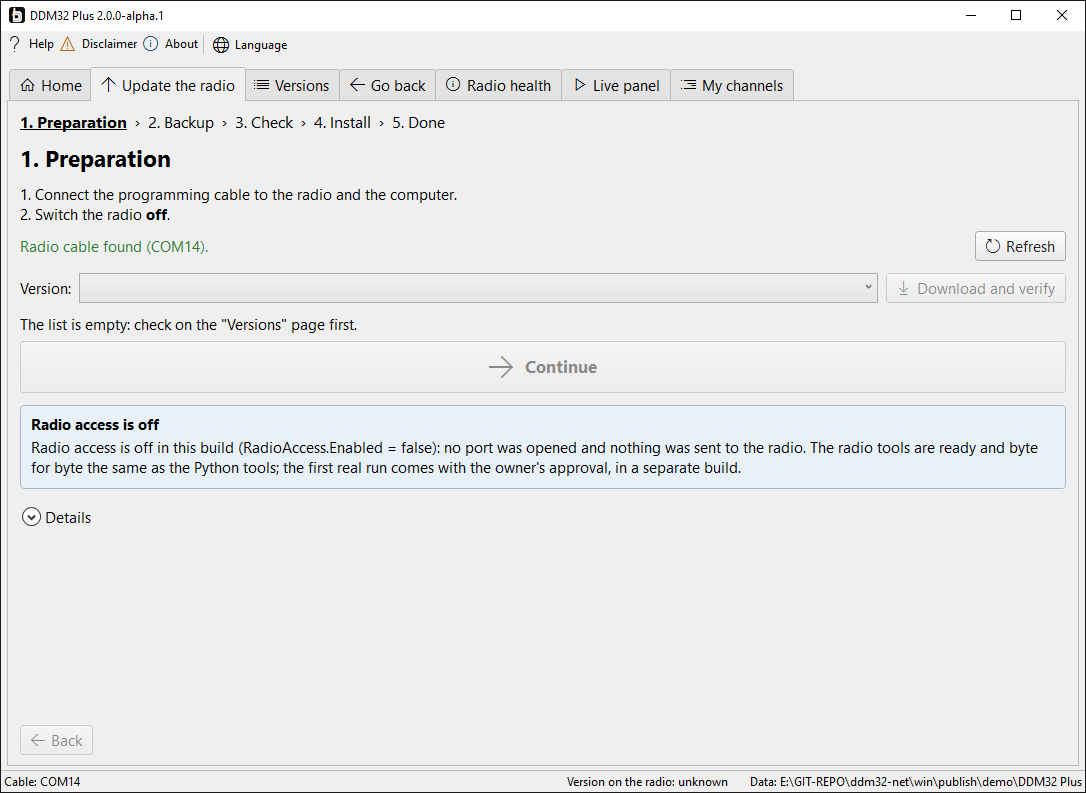 DDM32 Plus 2.0.0-alpha.1
? Help Disclaimer About Language
Home Update the radio Versions Go back Radio health Live panel My channels
1. Preparation › 2. Backup › 3. Check › 4. Install › 5. Done
1. Preparation
1. Connect the programming cable to the radio and the computer.
2. Switch the radio off.
Radio cable found (COM14). Refresh
Version: Download and verify
The list is empty: check on the "Versions" page first.
Continue
Radio access is off
Radio access is off in this build (RadioAccess.Enabled = false): no port was opened and nothing was sent to the radio. The radio tools are ready and byte
for byte the same as the Python tools; the first real run comes with the owner's approval, in a separate build.
Details
Back
Cable: COM14 Version on the radio: unknown Data: E:\GIT-REPO\ddm32-net\win\publish\demo\DDM32 Plus